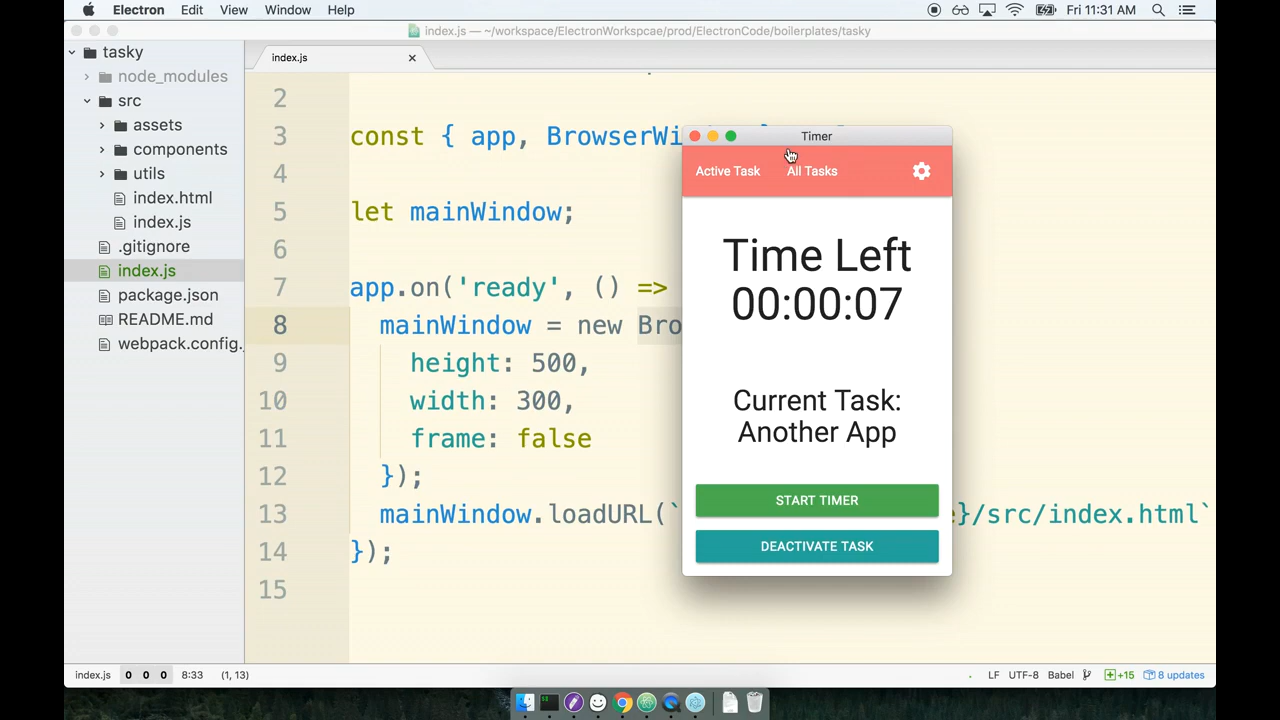 Electron Edit View Window Help Fri 11:31 AM
index.js — ~/workspace/ElectronWorkspcae/prod/ElectronCode/boilerplates/tasky
tasky
node_modules
src
assets
components
utils
index.html
index.js
.gitignore
index.js
package.json
README.md
webpack.config.
index.js
2
3 const { app, BrowserWi
4
5 let mainWindow;
6
7 app.on('ready', () =>
8 mainWindow = new Bro
9 height: 500,
10 width: 300,
11 frame: false
12 });
13 mainWindow.loadURL(` }/src/index.html`
14 });
15
Timer
Active Task All Tasks
Time Left
00:00:07
Current Task:
Another App
START TIMER
DEACTIVATE TASK
index.js 0 0 0 8:33 (1, 13) LF UTF-8 Babel +15 8 updates